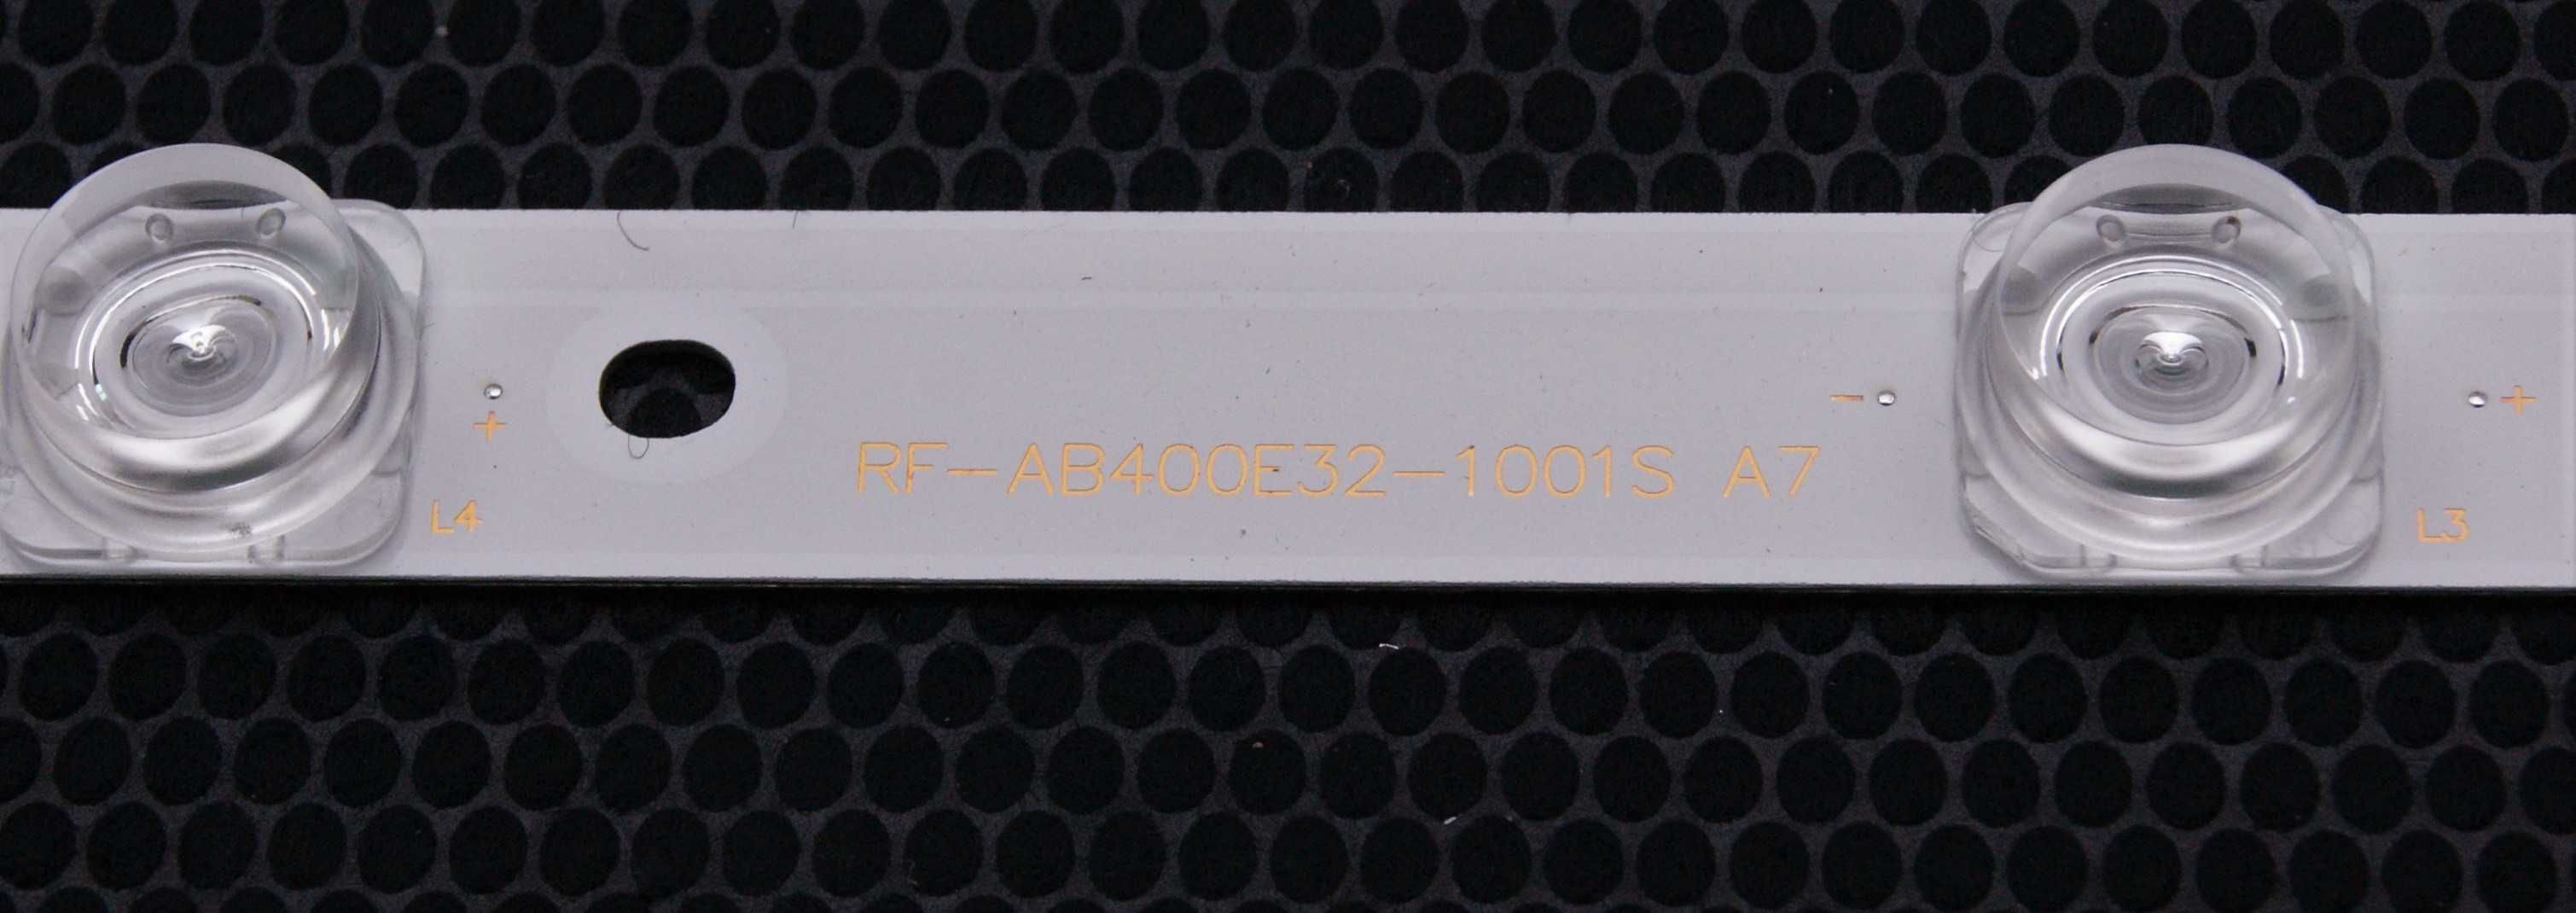 +
L4
RF-AB400E32-1001S A7
-
+
L3